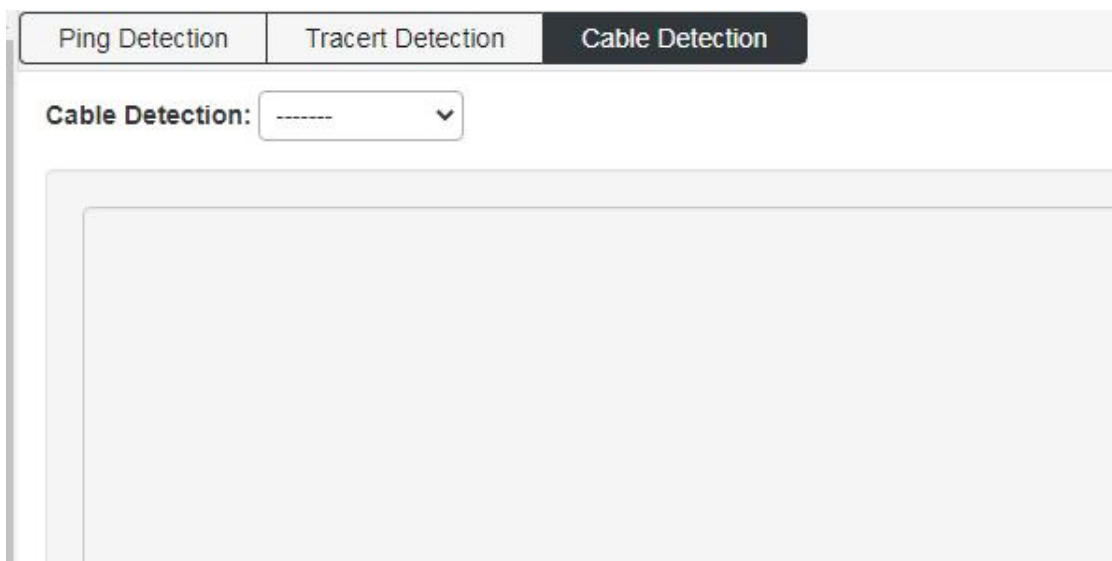 Ping Detection Tracert Detection Cable Detection
Cable Detection: -------